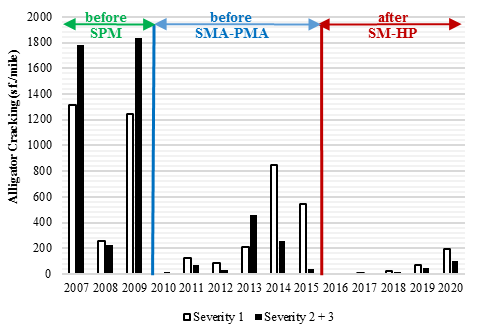 before
SPM
before
SMA-PMA
after
SM-HP
Alligator Cracking (sf./mile)
2000
1800
1600
1400
1200
1000
800
600
400
200
0
2007 2008 2009 2010 2011 2012 2013 2014 2015 2016 2017 2018 2019 2020
Severity 1 Severity 2 + 3